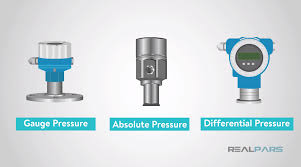 Gauge Pressure
Absolute Pressure
Differential Pressure
REALPARS